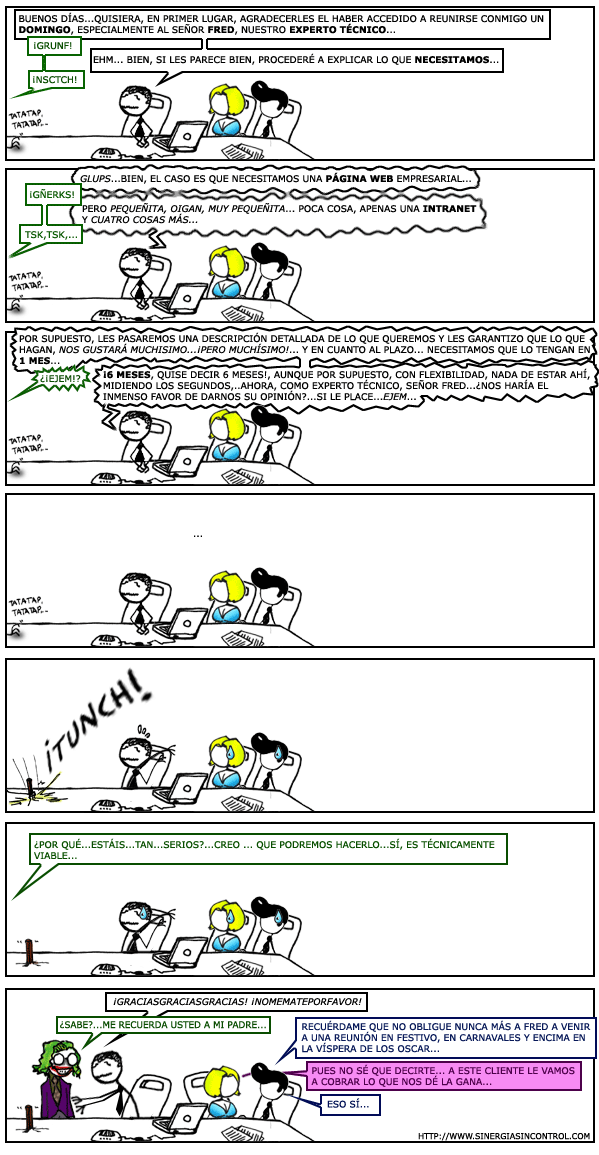 BUENOS DÍAS...QUISIERA, EN PRIMER LUGAR, AGRADECERLES EL HABER ACCEDIDO A REUNIRSE CONMIGO UN
DOMINGO, ESPECIALMENTE AL SEÑOR FRED, NUESTRO EXPERTO TÉCNICO...
¡GRUNF!
EHM... BIEN, SI LES PARECE BIEN, PROCEDERÉ A EXPLICAR LO QUE NECESITAMOS...
¡NSCTCH!
TATATAP,
TATATAP...
GLUPS...BIEN, EL CASO ES QUE NECESITAMOS UNA PÁGINA WEB EMPRESARIAL...
¡GÑERKS!
PERO PEQUEÑITA, OIGAN, MUY PEQUEÑITA... POCA COSA, APENAS UNA INTRANET
Y CUATRO COSAS MÁS...
TSK,TSK,...
TATATAP,
TATATAP...
POR SUPUESTO, LES PASAREMOS UNA DESCRIPCIÓN DETALLADA DE LO QUE QUEREMOS Y LES GARANTIZO QUE LO QUE
HAGAN, NOS GUSTARÁ MUCHISIMO...¡PERO MUCHÍSIMO!... Y EN CUANTO AL PLAZO... NECESITAMOS QUE LO TENGAN EN
1 MES...
¿¡EJEM!?
¡6 MESES, QUISE DECIR 6 MESES!, AUNQUE POR SUPUESTO, CON FLEXIBILIDAD, NADA DE ESTAR AHÍ,
MIDIENDO LOS SEGUNDOS,..AHORA, COMO EXPERTO TÉCNICO, SEÑOR FRED...¿NOS HARÍA EL
INMENSO FAVOR DE DARNOS SU OPINIÓN?...SI LE PLACE...EJEM...
TATATAP,
TATATAP...
...
TATATAP,
TATATAP...
¡TUNCH!
¿POR QUÉ...ESTÁIS...TAN...SERIOS?...CREO ... QUE PODREMOS HACERLO...SÍ, ES TÉCNICAMENTE
VIABLE...
¡GRACIASGRACIASGRACIAS! ¡NOMEMATEPORFAVOR!
¿SABE?...ME RECUERDA USTED A MI PADRE...
RECUÉRDAME QUE NO OBLIGUE NUNCA MÁS A FRED A VENIR
A UNA REUNIÓN EN FESTIVO, EN CARNAVALES Y ENCIMA EN
LA VÍSPERA DE LOS OSCAR...
PUES NO SÉ QUE DECIRTE... A ESTE CLIENTE LE VAMOS
A COBRAR LO QUE NOS DÉ LA GANA...
ESO SÍ...
HTTP://WWW.SINERGIASINCONTROL.COM